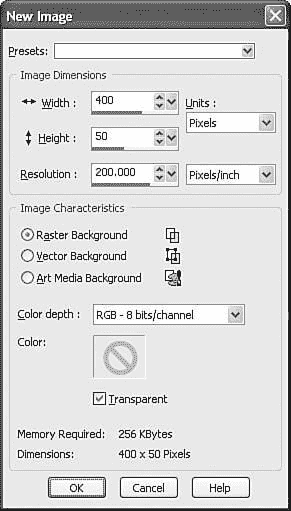 New Image
Presets:
Image Dimensions
Width : 400 Units :
Pixels
Height : 50
Resolution : 200.000 Pixels/inch
Image Characteristics
Raster Background
Vector Background
Art Media Background
Color depth : RGB - 8 bits/channel
Color:
Transparent
Memory Required: 256 KBytes
Dimensions: 400 x 50 Pixels
OK Cancel Help